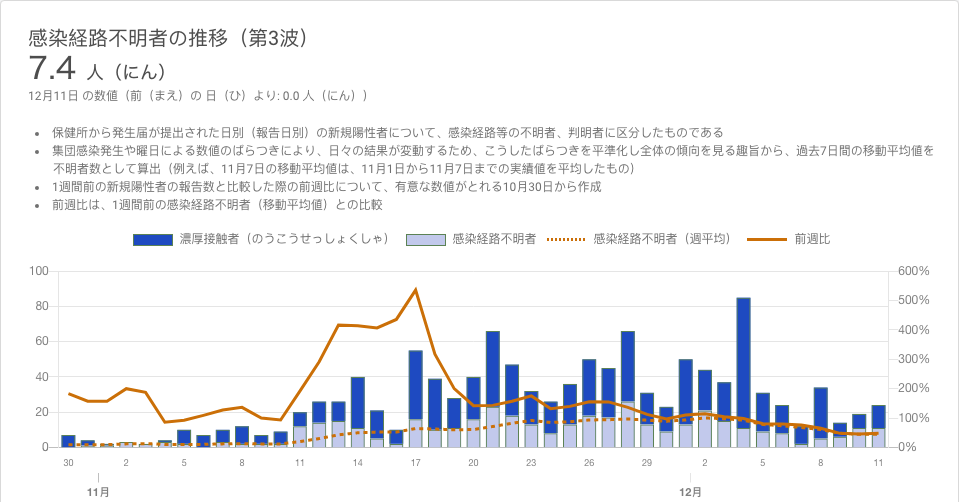 感染経路不明者の推移（第3波）
7.4 人（にん）
12月11日 の数値（前（まえ）の 日（ひ）より: 0.0 人（にん））
• 保健所から発生届が提出された日別（報告日別）の新規陽性者について、感染経路等の不明者、判明者に区分したものである
• 集団感染発生や曜日による数値のばらつきにより、日々の結果が変動するため、こうしたばらつきを平準化し全体の傾向を見る趣旨から、過去7日間の移動平均値を
不明者数として算出（例えば、11月7日の移動平均値は、11月1日から11月7日までの実績値を平均したもの）
• 1週間前の新規陽性者の報告数と比較した際の前週比について、有意な数値がとれる10月30日から作成
• 前週比は、1週間前の感染経路不明者（移動平均値）との比較
濃厚接触者（のうこうせっしょくしゃ） 感染経路不明者 感染経路不明者（週平均） 前週比
100 600%
500%
80
400%
60
300%
40
200%
20 100%
0 0%
30 2 5 8 11 14 17 20 23 26 29 2 5 8 11
11月 12月